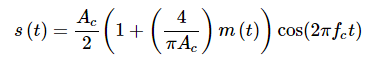 s(t) = \frac{A_c}{2} \left( 1 + \left( \frac{4}{\pi A_c} \right) m(t) \right) \cos(2\pi f_c t)